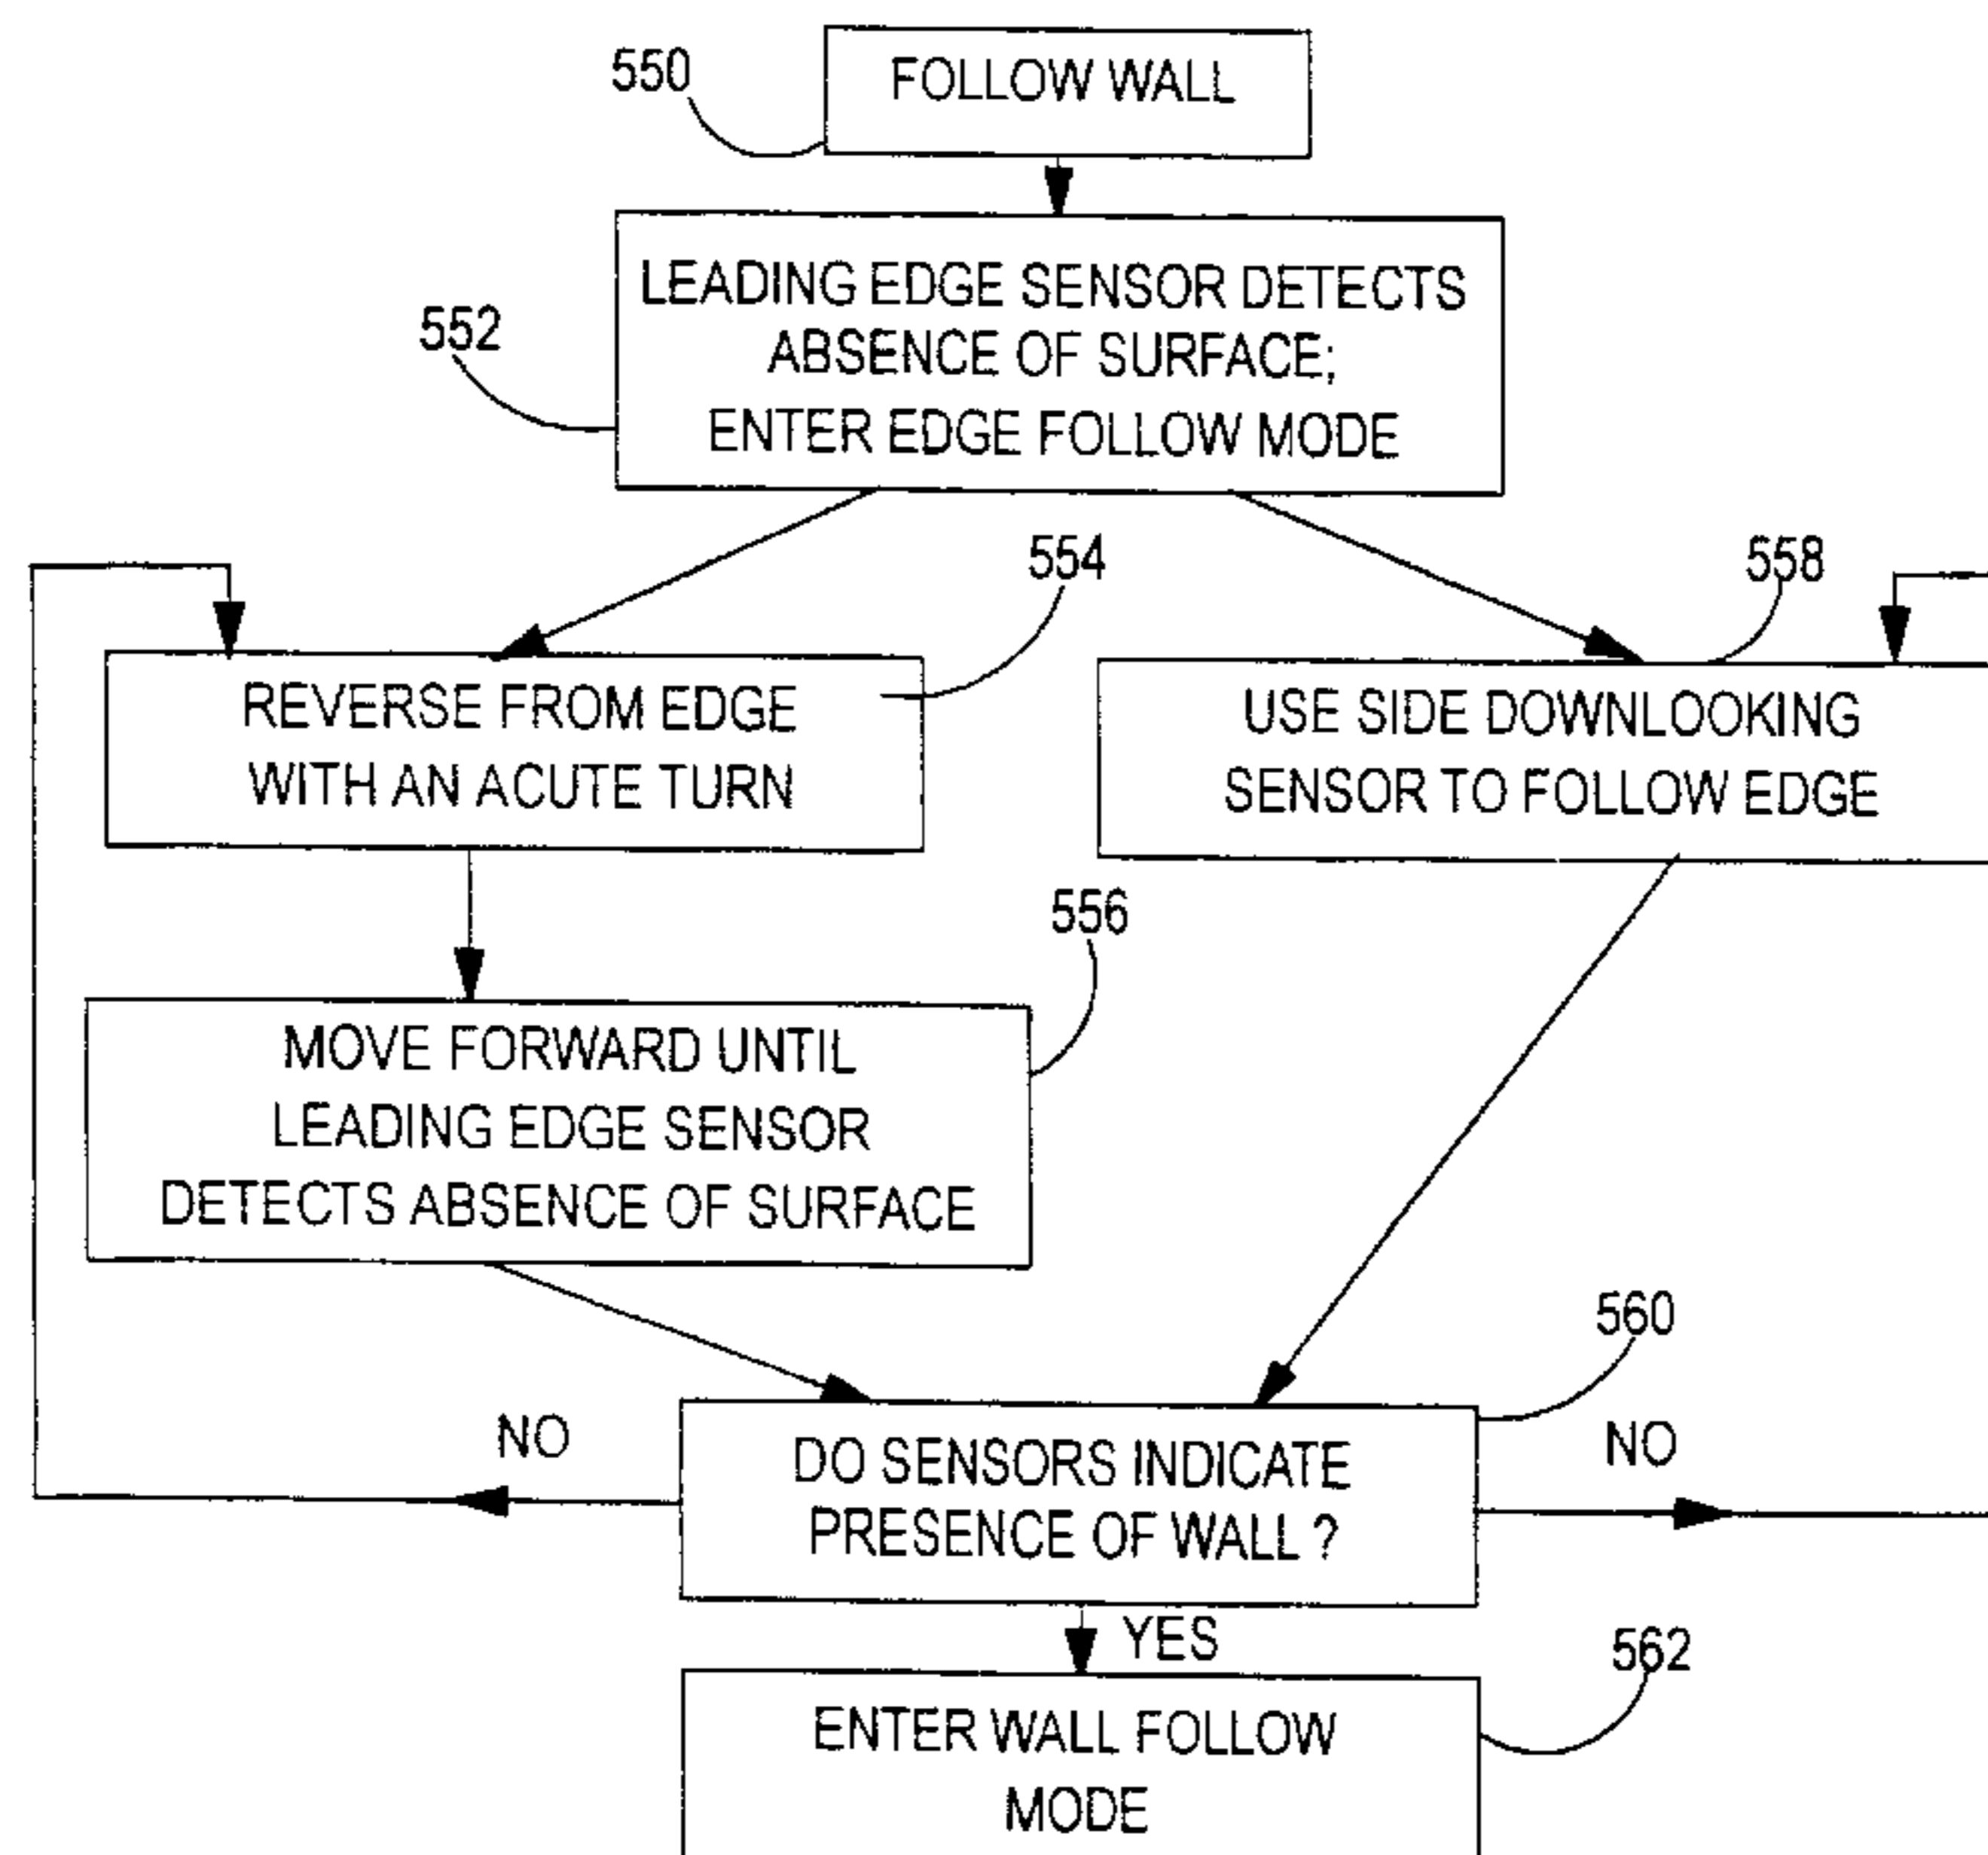 550
FOLLOW WALL
552
LEADING EDGE SENSOR DETECTS
ABSENCE OF SURFACE;
ENTER EDGE FOLLOW MODE
554
REVERSE FROM EDGE
WITH AN ACUTE TURN
558
USE SIDE DOWNLOOKING
SENSOR TO FOLLOW EDGE
556
MOVE FORWARD UNTIL
LEADING EDGE SENSOR
DETECTS ABSENCE OF SURFACE
560
NO
DO SENSORS INDICATE
PRESENCE OF WALL ?
NO
YES
562
ENTER WALL FOLLOW
MODE